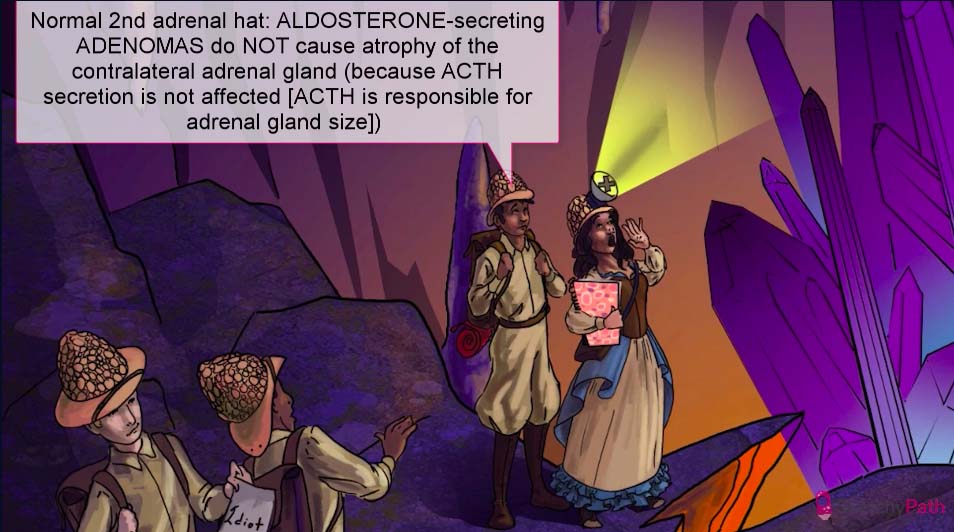 Normal 2nd adrenal hat: ALDOSTERONE-secreting
ADENOMAS do NOT cause atrophy of the
contralateral adrenal gland (because ACTH
secretion is not affected [ACTH is responsible for
adrenal gland size])
Idiot
Path